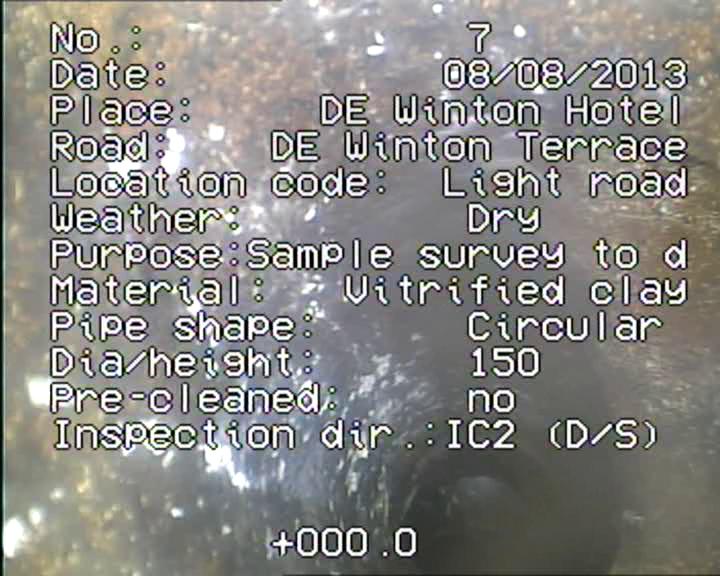 No.: 7
Date: 08/08/2013
Place: DE Winton Hotel
Road: DE Winton Terrace
Location code: Light road
Weather: Dry
Purpose:Sample survey to d
Material: Vitrified clay
Pipe shape: Circular
Dia/height: 150
Pre-cleaned: no
Inspection dir.:IC2 (D/S)
+000.0